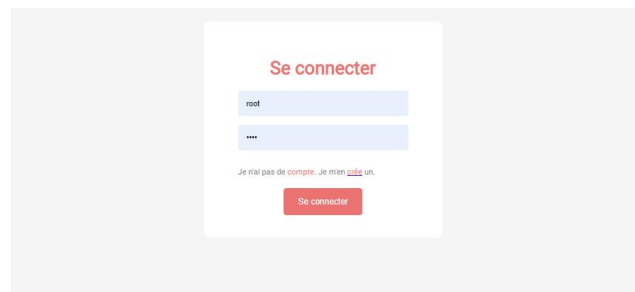 Se connecter
root
••••
Je n'ai pas de compte. Je m'en crée un.
Se connecter